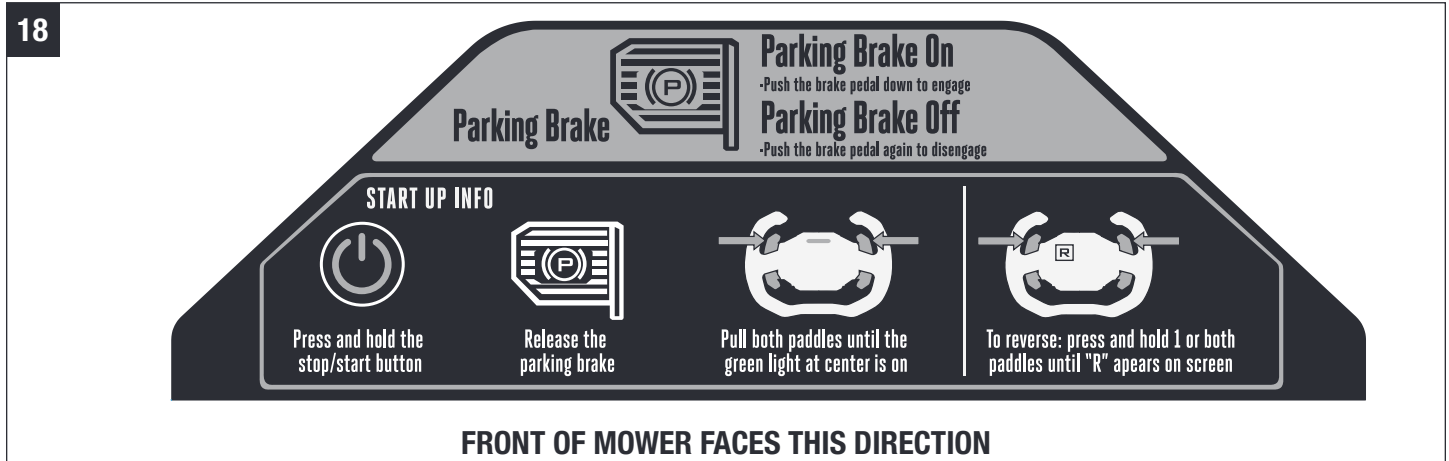 18
Parking Brake
P
Parking Brake On
-Push the brake pedal down to engage
Parking Brake Off
-Push the brake pedal again to disengage
START UP INFO
Press and hold the
stop/start button
P
Release the
parking brake
Pull both paddles until the
green light at center is on
R
To reverse: press and hold 1 or both
paddles until "R" apears on screen
FRONT OF MOWER FACES THIS DIRECTION